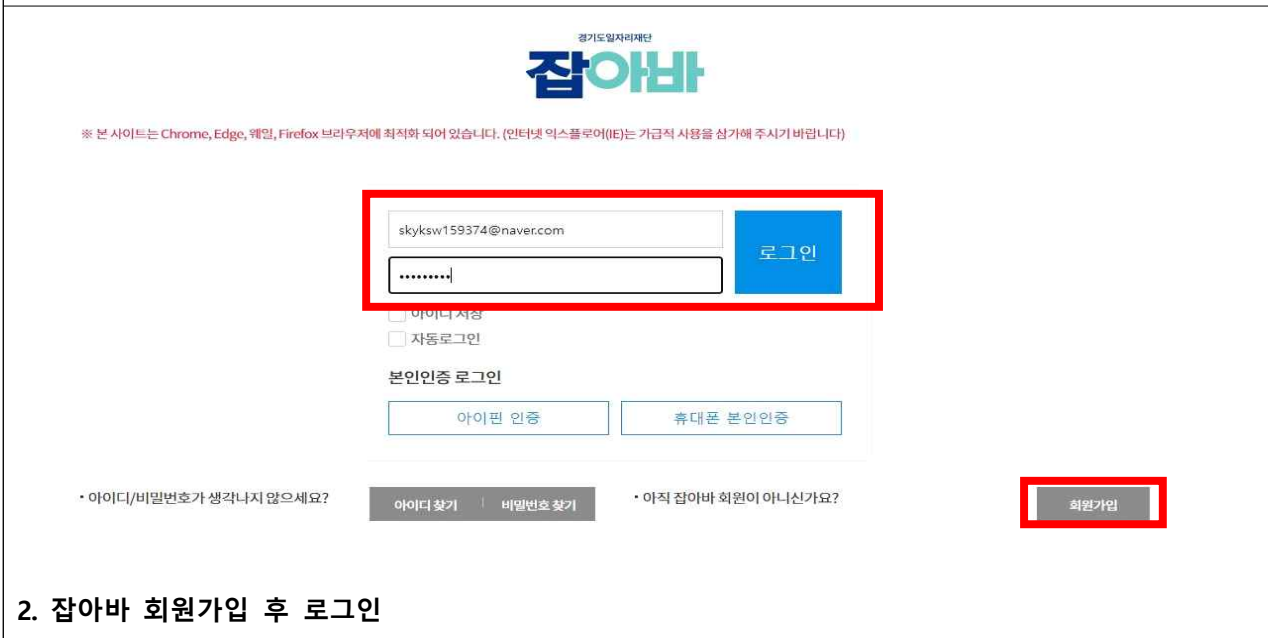 경기도일자리재단
잡아바
※ 본 사이트는 Chrome, Edge, 웨일, Firefox 브라우저에 최적화 되어 있습니다. (인터넷 익스플로어(IE)는 가급적 사용을 삼가해 주시기 바랍니다)
skyksw159374@naver.com
로그인
•••••••••
아이디 저장
자동로그인
본인인증 로그인
아이핀 인증 휴대폰 본인인증
• 아이디/비밀번호가 생각나지 않으세요? 아이디 찾기 | 비밀번호 찾기 • 아직 잡아바 회원이 아니신가요? 회원가입
2. 잡아바 회원가입 후 로그인